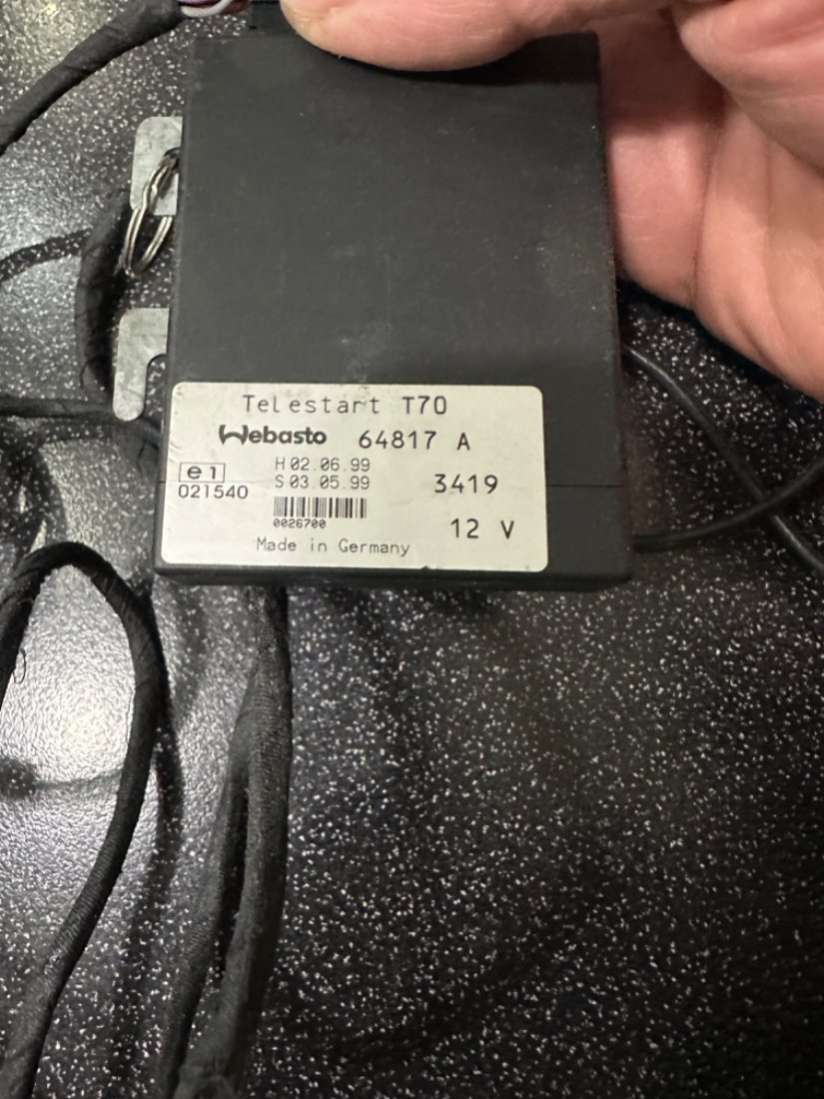 Telestart T70
Webasto 64817 A
H 02.06.99
S 03.05.99
3419
e1
021540
0026700
12 V
Made in Germany